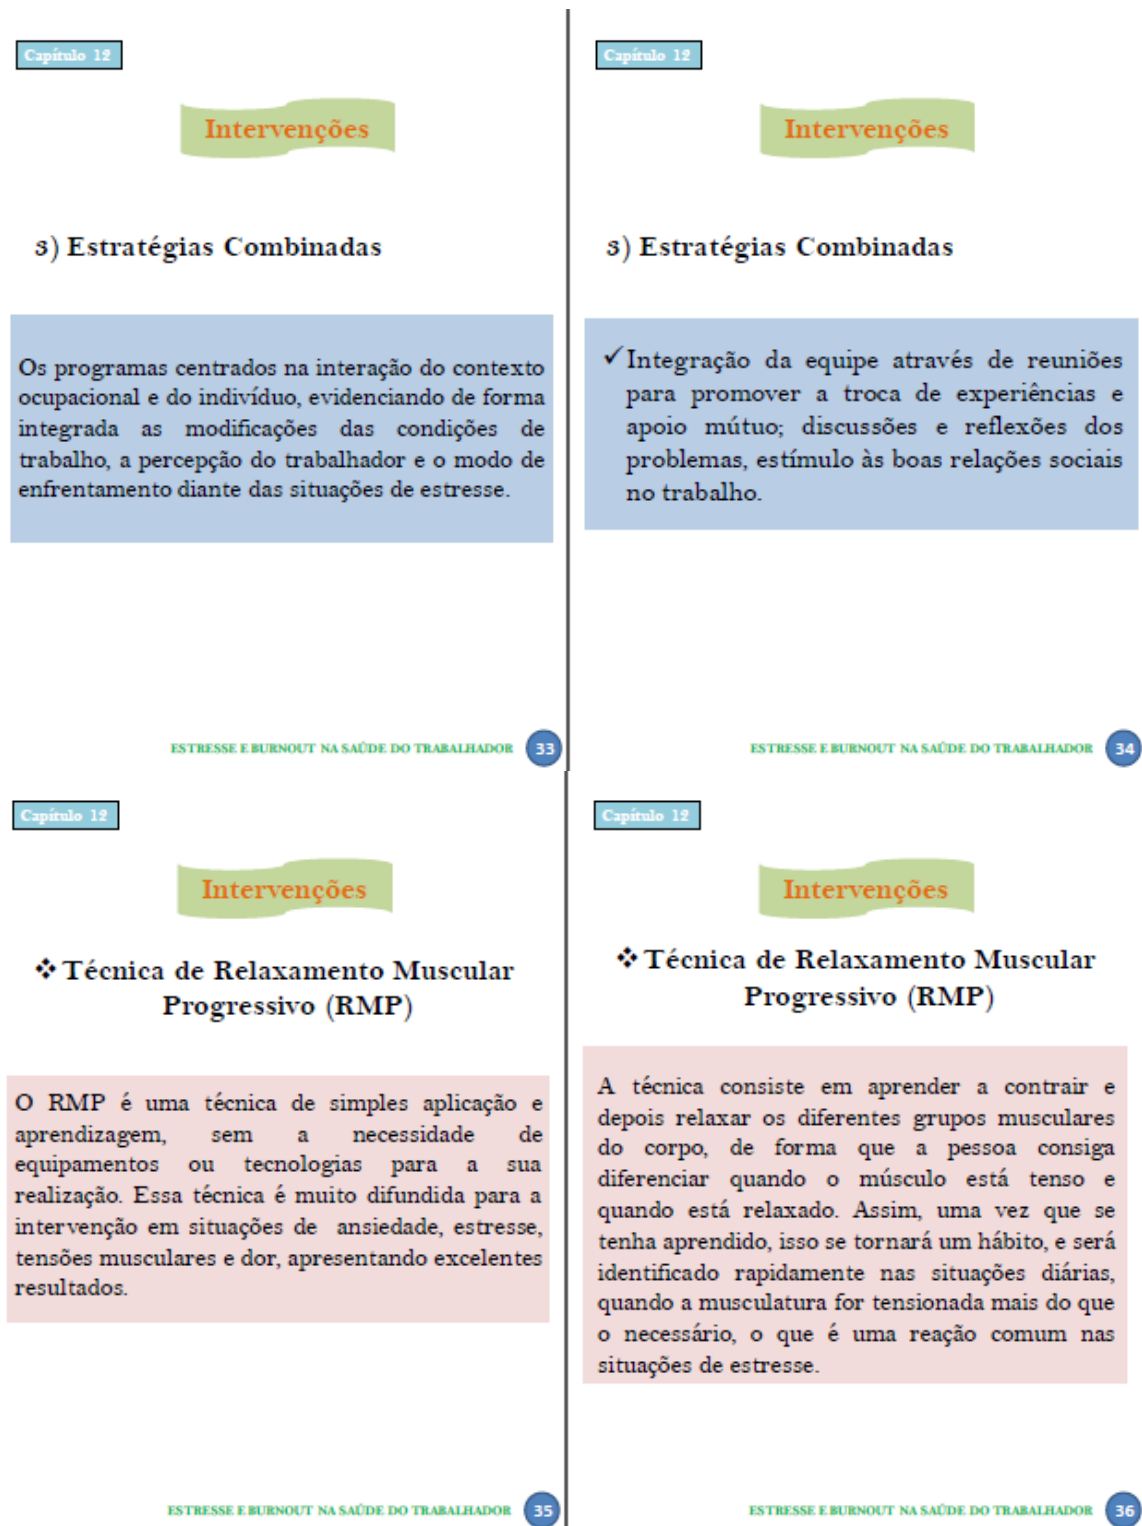 Capítulo 12
Intervenções
3) Estratégias Combinadas
Os programas centrados na interação do contexto
ocupacional e do indivíduo, evidenciando de forma
integrada as modificações das condições de
trabalho, a percepção do trabalhador e o modo de
enfrentamento diante das situações de estresse.
ESTRESSE E BURNOUT NA SAÚDE DO TRABALHADOR 33
Capítulo 12
Intervenções
3) Estratégias Combinadas
✓ Integração da equipe através de reuniões
para promover a troca de experiências e
apoio mútuo; discussões e reflexões dos
problemas, estímulo às boas relações sociais
no trabalho.
ESTRESSE E BURNOUT NA SAÚDE DO TRABALHADOR 34
Capítulo 12
Intervenções
❖ Técnica de Relaxamento Muscular
Progressivo (RMP)
O RMP é uma técnica de simples aplicação e
aprendizagem, sem a necessidade de
equipamentos ou tecnologias para a sua
realização. Essa técnica é muito difundida para a
intervenção em situações de ansiedade, estresse,
tensões musculares e dor, apresentando excelentes
resultados.
ESTRESSE E BURNOUT NA SAÚDE DO TRABALHADOR 35
Capítulo 12
Intervenções
❖ Técnica de Relaxamento Muscular
Progressivo (RMP)
A técnica consiste em aprender a contrair e
depois relaxar os diferentes grupos musculares
do corpo, de forma que a pessoa consiga
diferenciar quando o músculo está tenso e
quando está relaxado. Assim, uma vez que se
tenha aprendido, isso se tornará um hábito, e será
identificado rapidamente nas situações diárias,
quando a musculatura for tensionada mais do que
o necessário, o que é uma reação comum nas
situações de estresse.
ESTRESSE E BURNOUT NA SAÚDE DO TRABALHADOR 36